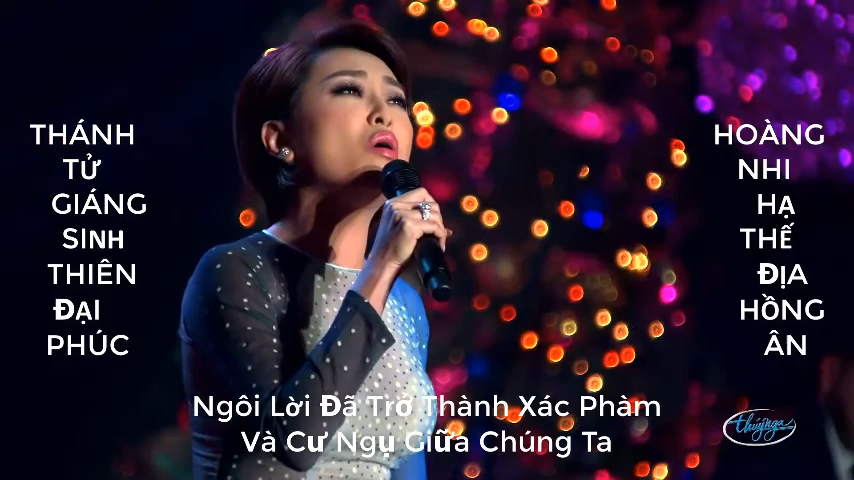 THÁNH
TỬ
GIÁNG
SINH
THIÊN
ĐẠI
PHÚC
HOÀNG
NHI
HẠ
THẾ
ĐỊA
HỒNG
ÂN
Ngôi Lời Đã Trở Thành Xác Phàm
Và Cư Ngụ Giữa Chúng Ta
thúynga